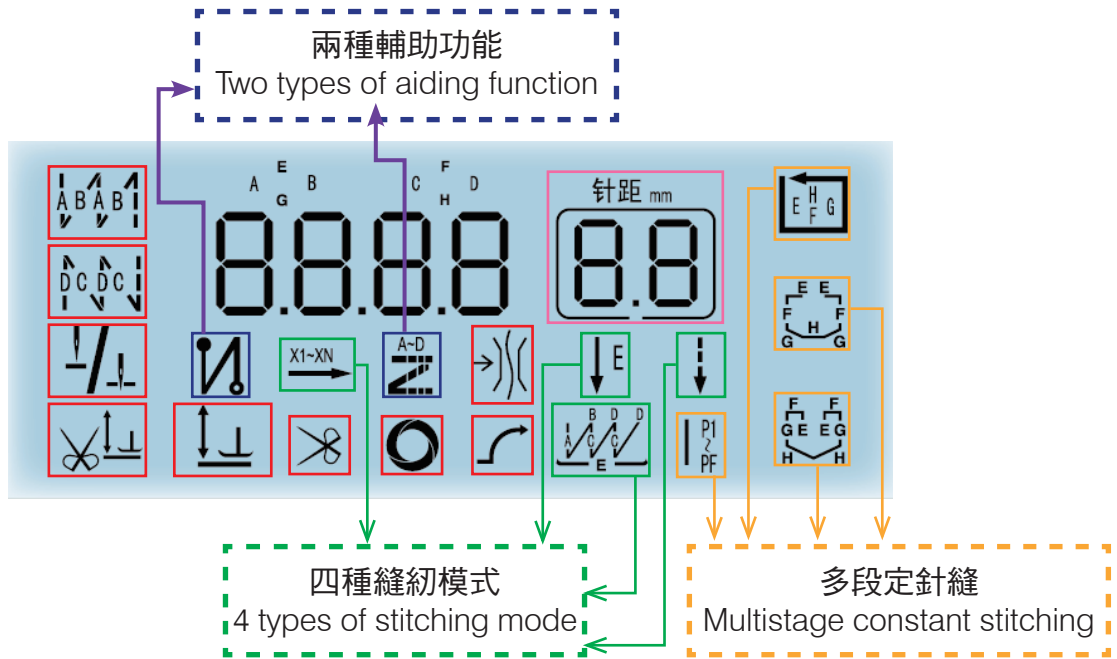 兩種輔助功能
Two types of aiding function
A E G B C F H D
针距 mm
8.8.8.8
8.8
A B A B
D C D C
E H F G
E E
F F
H
G G
X1~XN
A~D
E
B D D
A C C
E
P1
~
PF
F F
G E E G
H H
四種縫紉模式
4 types of stitching mode
多段定針縫
Multistage constant stitching